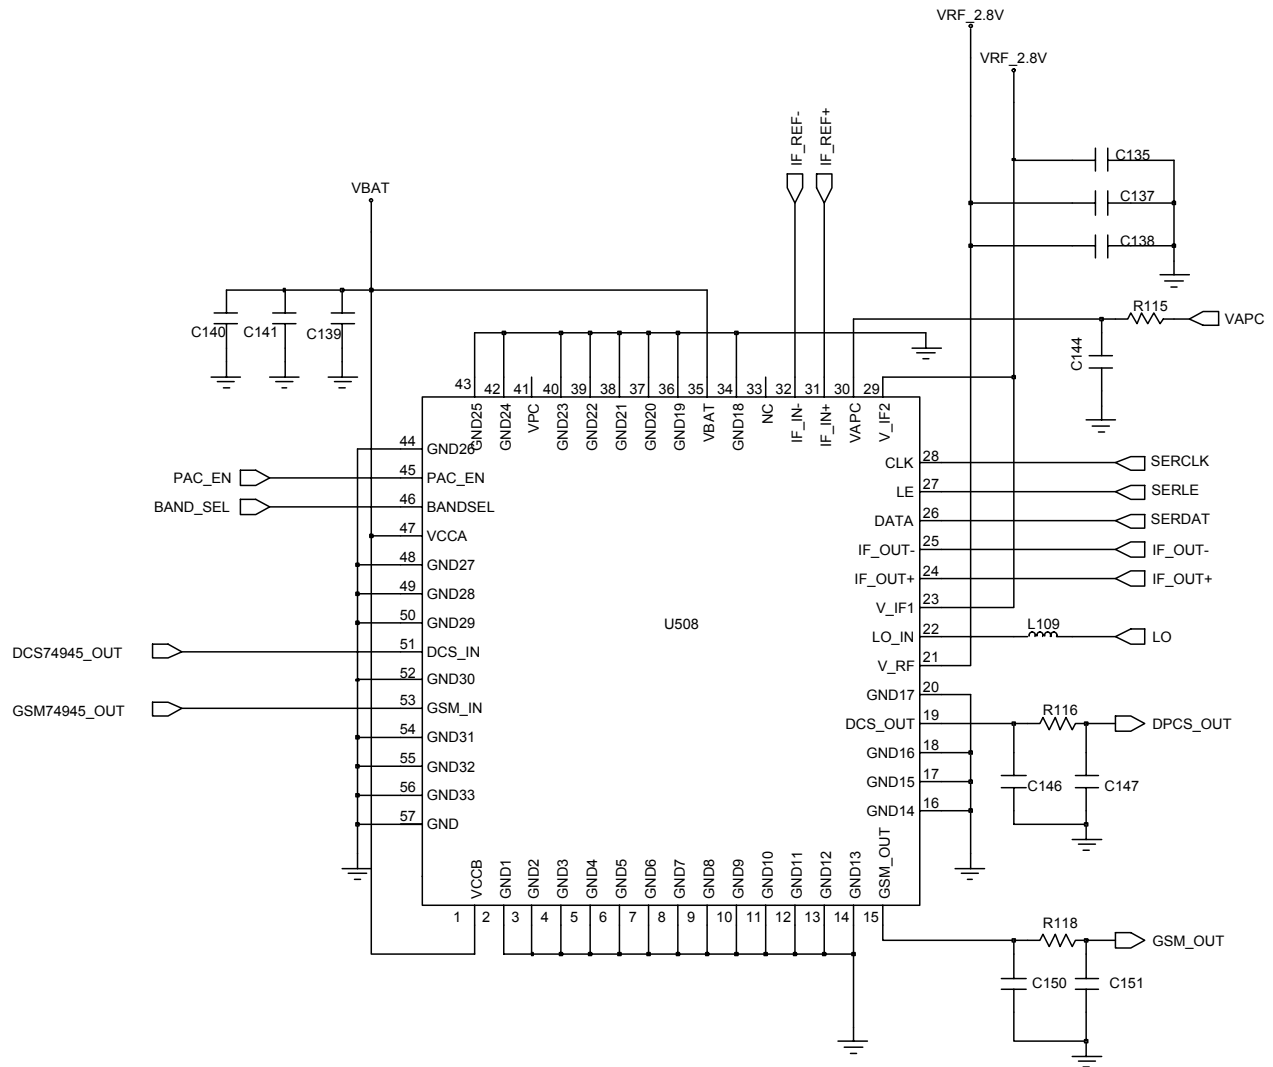 VRF_2.8V
VRF_2.8V
IF_REF-
IF_REF+
C135
VBAT
C137
C138
C140
C141
C139
R115
VAPC
C144
43
42
41
40
39
38
37
36
35
34
33
32
31
30
29
GND25
GND24
VPC
GND23
GND22
GND21
GND20
GND19
VBAT
GND18
NC
IF_IN-
IF_IN+
VAPC
V_IF2
44 GND26
PAC_EN 45 PAC_EN
BAND_SEL 46 BANDSEL
47 VCCA
48 GND27
49 GND28
50 GND29
DCS74945_OUT 51 DCS_IN
52 GND30
GSM74945_OUT 53 GSM_IN
54 GND31
55 GND32
56 GND33
57 GND
U508
CLK 28 SERCLK
LE 27 SERLE
DATA 26 SERDAT
IF_OUT- 25 IF_OUT-
IF_OUT+ 24 IF_OUT+
V_IF1 23
LO_IN 22 L109 LO
V_RF 21
GND17 20
DCS_OUT 19 R116 DPCS_OUT
GND16 18
GND15 17
C146
C147
GND14 16
VCCB
GND1
GND2
GND3
GND4
GND5
GND6
GND7
GND8
GND9
GND10
GND11
GND12
GND13
GSM_OUT
1
2
3
4
5
6
7
8
9
10
11
12
13
14
15
R118
GSM_OUT
C150
C151